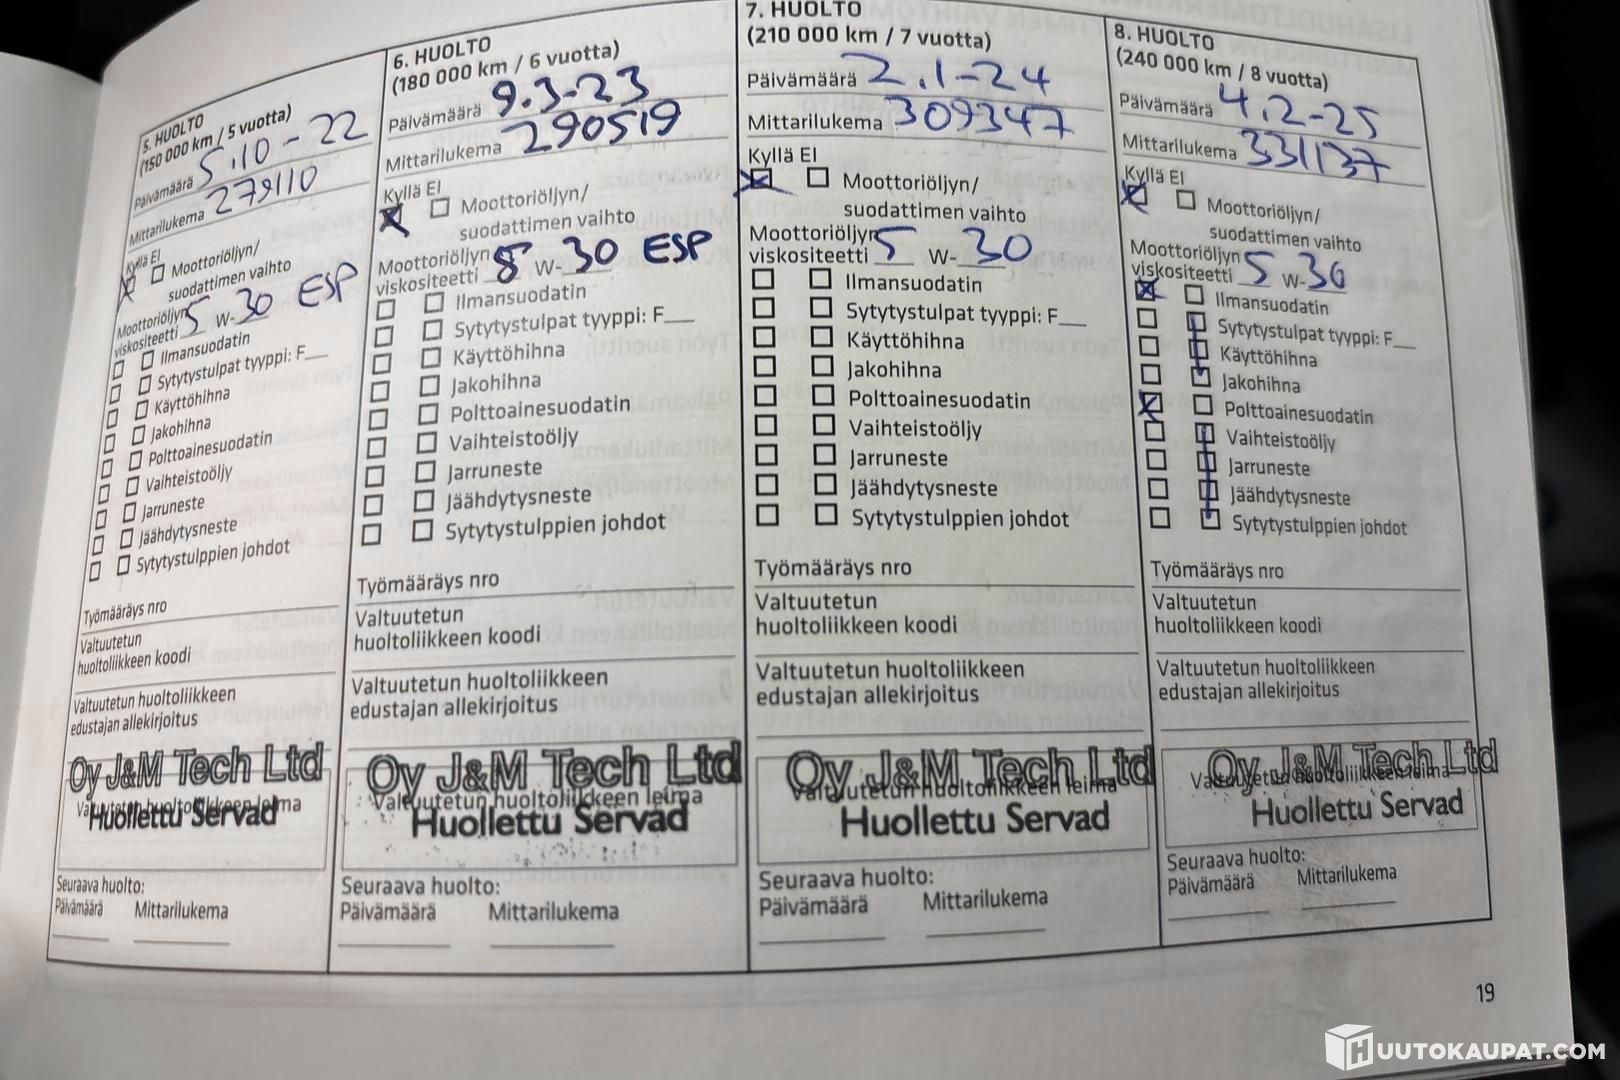 5. HUOLTO
(150 000 km / 5 vuotta)
Päivämäärä 5.10-22
Mittarilukema 279110
Kyllä EI
Moottoriöljyn/
suodattimen vaihto
Moottoriöljyn
viskositeetti 5 W-30 ESP
Ilmansuodatin
Sytytystulpat tyyppi: F__
Käyttöhihna
Jakohihna
Polttoainesuodatin
Vaihteistoöljy
Jarruneste
Jäähdytysneste
Sytytystulppien johdot
Työmääräys nro
Valtuutetun
huoltoliikkeen koodi
Valtuutetun huoltoliikkeen
edustajan allekirjoitus
Oy J&M Tech Ltd
Valtuutetun huoltoliikkeen leima
Huollettu Servad
Seuraava huolto:
Päivämäärä Mittarilukema
6. HUOLTO
(180 000 km / 6 vuotta)
Päivämäärä 9.3-23
Mittarilukema 290519
Kyllä EI
Moottoriöljyn/
suodattimen vaihto
Moottoriöljyn
viskositeetti 5 W-30 ESP
Ilmansuodatin
Sytytystulpat tyyppi: F__
Käyttöhihna
Jakohihna
Polttoainesuodatin
Vaihteistoöljy
Jarruneste
Jäähdytysneste
Sytytystulppien johdot
Työmääräys nro
Valtuutetun
huoltoliikkeen koodi
Valtuutetun huoltoliikkeen
edustajan allekirjoitus
Oy J&M Tech Ltd
Valtuutetun huoltoliikkeen leima
Huollettu Servad
Seuraava huolto:
Päivämäärä Mittarilukema
7. HUOLTO
(210 000 km / 7 vuotta)
Päivämäärä 2.1-24
Mittarilukema 309347
Kyllä EI
Moottoriöljyn/
suodattimen vaihto
Moottoriöljyn
viskositeetti 5 W-30
Ilmansuodatin
Sytytystulpat tyyppi: F__
Käyttöhihna
Jakohihna
Polttoainesuodatin
Vaihteistoöljy
Jarruneste
Jäähdytysneste
Sytytystulppien johdot
Työmääräys nro
Valtuutetun
huoltoliikkeen koodi
Valtuutetun huoltoliikkeen
edustajan allekirjoitus
Oy J&M Tech Ltd
Valtuutetun huoltoliikkeen leima
Huollettu Servad
Seuraava huolto:
Päivämäärä Mittarilukema
8. HUOLTO
(240 000 km / 8 vuotta)
Päivämäärä 4.2-25
Mittarilukema 331137
Kyllä EI
Moottoriöljyn/
suodattimen vaihto
Moottoriöljyn
viskositeetti 5 W-30
Ilmansuodatin
Sytytystulpat tyyppi: F__
Käyttöhihna
Jakohihna
Polttoainesuodatin
Vaihteistoöljy
Jarruneste
Jäähdytysneste
Sytytystulppien johdot
Työmääräys nro
Valtuutetun
huoltoliikkeen koodi
Valtuutetun huoltoliikkeen
edustajan allekirjoitus
Oy J&M Tech Ltd
Valtuutetun huoltoliikkeen leima
Huollettu Servad
Seuraava huolto:
Päivämäärä Mittarilukema
19
HUUTOKAUPAT.COM